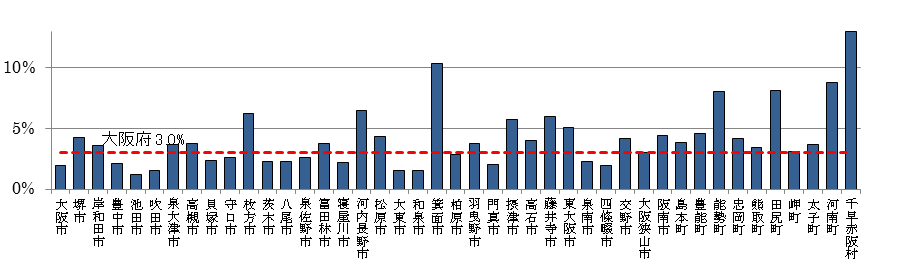 10%
5%
0%
大阪府 3.0%
大阪市
堺市
岸和田市
豊中市
池田市
吹田市
泉大津市
高槻市
貝塚市
守口市
枚方市
茨木市
八尾市
泉佐野市
富田林市
寝屋川市
河内長野市
松原市
大東市
和泉市
箕面市
柏原市
羽曳野市
門真市
摂津市
高石市
藤井寺市
東大阪市
泉南市
四條畷市
交野市
大阪狭山市
阪南市
島本町
豊能町
能勢町
忠岡町
熊取町
田尻町
岬町
太子町
河南町
千早赤阪村